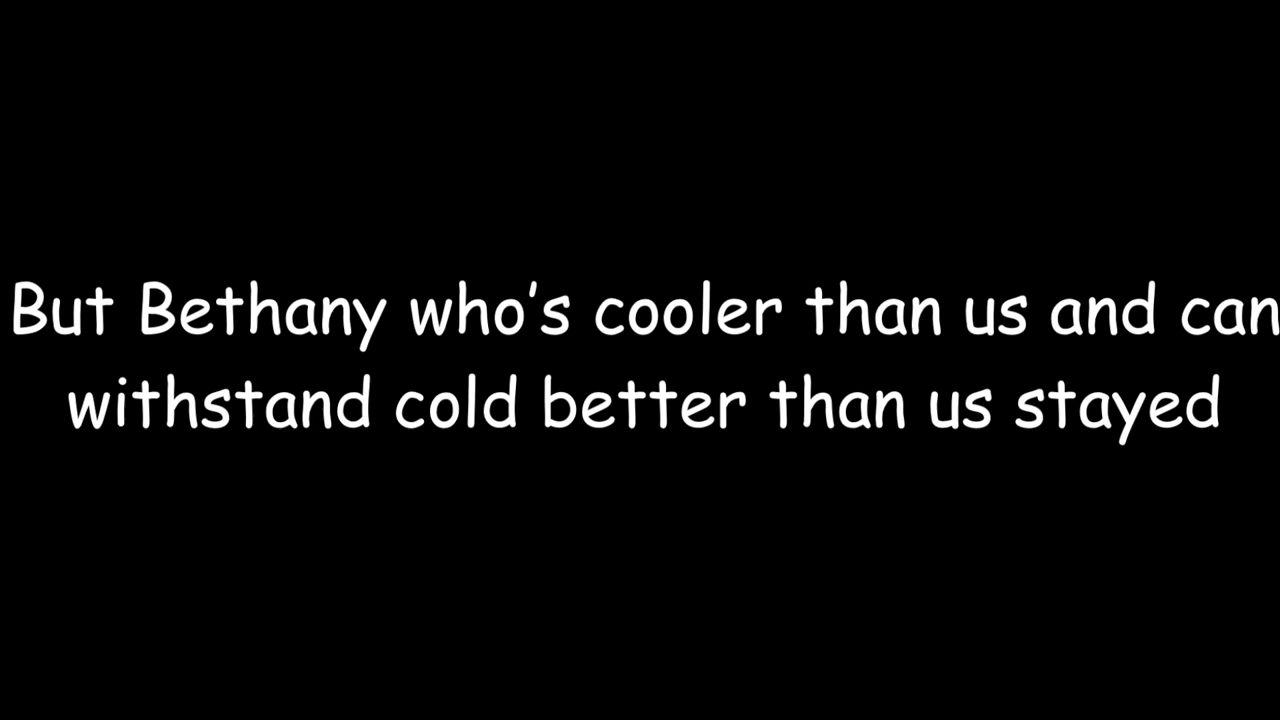 But Bethany who’s cooler than us and can
withstand cold better than us stayed